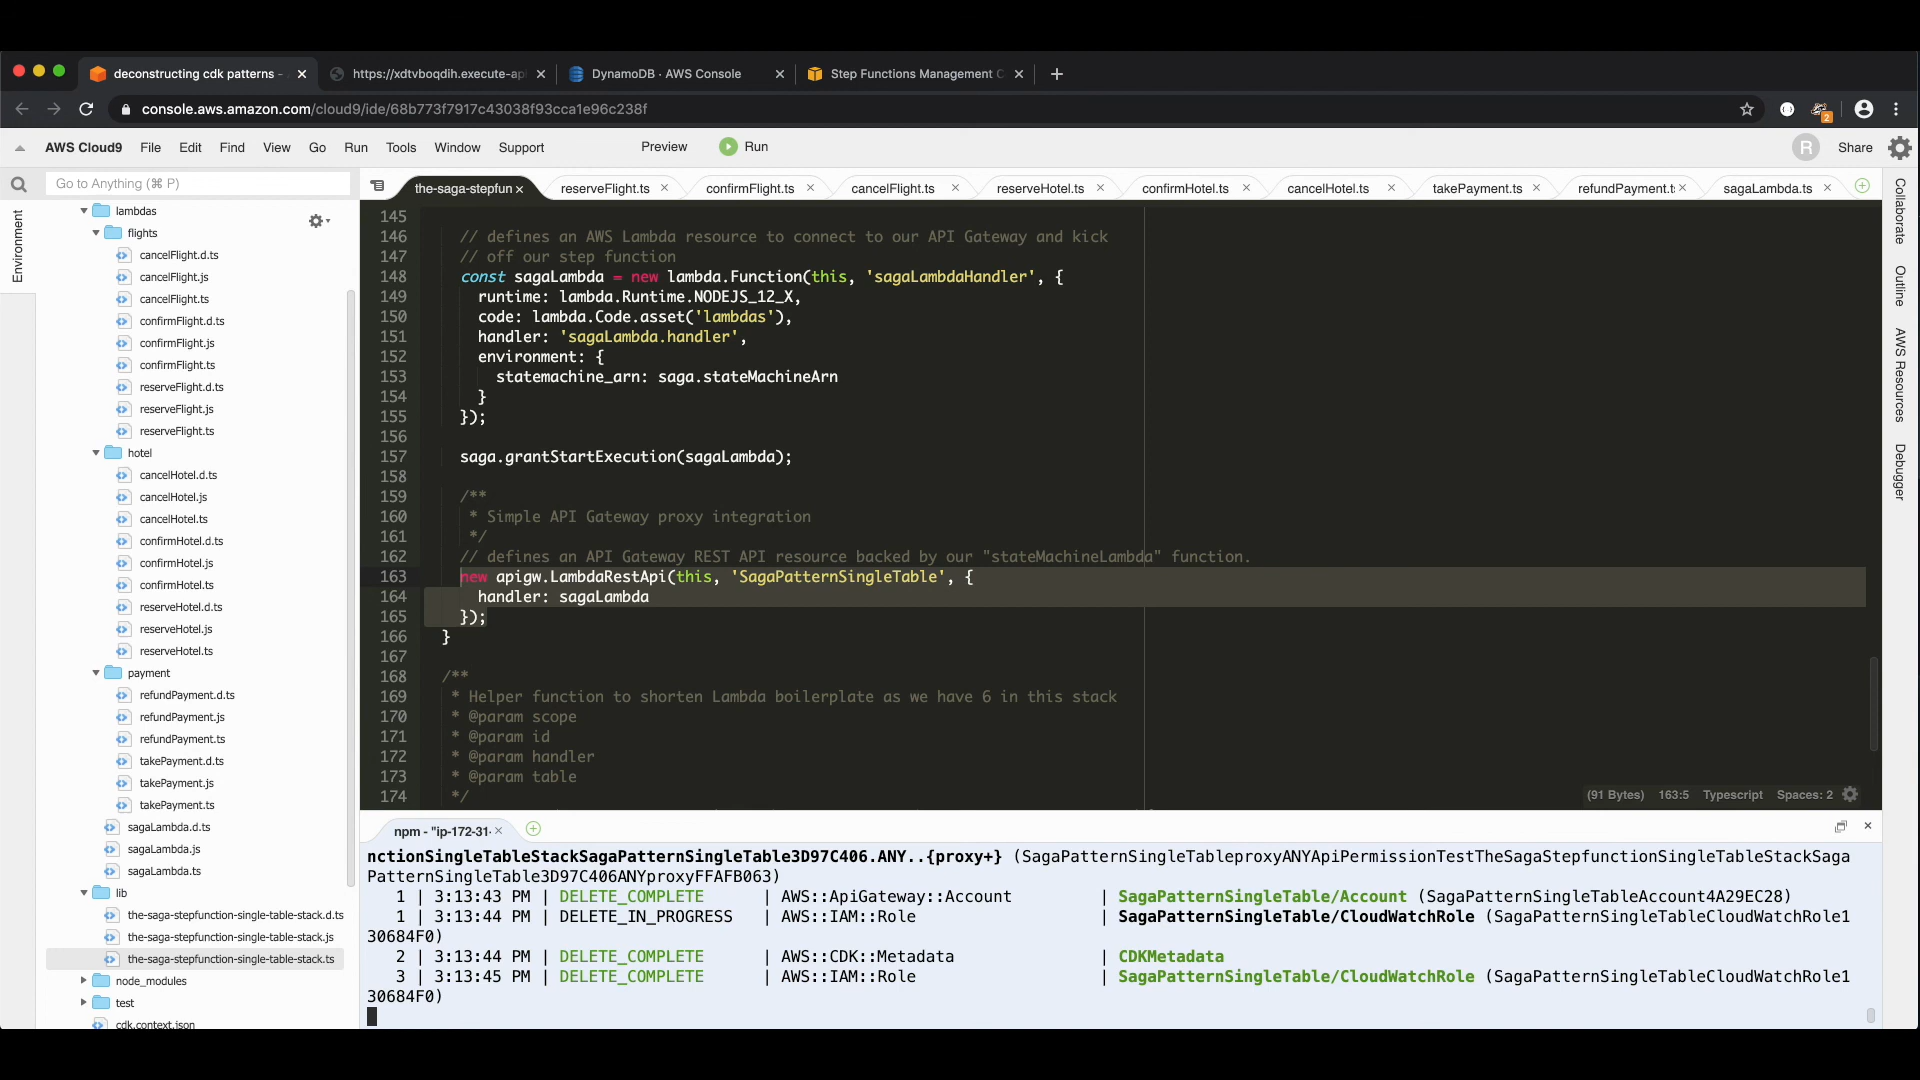 deconstructing cdk patterns -
https://xdtvboqdih.execute-api
DynamoDB · AWS Console
Step Functions Management C
console.aws.amazon.com/cloud9/ide/68b773f7917c43038f93cca1e96c238f
2
AWS Cloud9 File Edit Find View Go Run Tools Window Support Preview Run R Share
Go to Anything (⌘ P)
the-saga-stepfun reserveFlight.ts confirmFlight.ts cancelFlight.ts reserveHotel.ts confirmHotel.ts cancelHotel.ts takePayment.ts refundPayment.t sagaLambda.ts
Environment
lambdas
flights
cancelFlight.d.ts
cancelFlight.js
cancelFlight.ts
confirmFlight.d.ts
confirmFlight.js
confirmFlight.ts
reserveFlight.d.ts
reserveFlight.js
reserveFlight.ts
hotel
cancelHotel.d.ts
cancelHotel.js
cancelHotel.ts
confirmHotel.d.ts
confirmHotel.js
confirmHotel.ts
reserveHotel.d.ts
reserveHotel.js
reserveHotel.ts
payment
refundPayment.d.ts
refundPayment.js
refundPayment.ts
takePayment.d.ts
takePayment.js
takePayment.ts
sagaLambda.d.ts
sagaLambda.js
sagaLambda.ts
lib
the-saga-stepfunction-single-table-stack.d.ts
the-saga-stepfunction-single-table-stack.js
the-saga-stepfunction-single-table-stack.ts
node_modules
test
cdk.context.json
145
146 // defines an AWS Lambda resource to connect to our API Gateway and kick
147 // off our step function
148 const sagaLambda = new lambda.Function(this, 'sagaLambdaHandler', {
149 runtime: lambda.Runtime.NODEJS_12_X,
150 code: lambda.Code.asset('lambdas'),
151 handler: 'sagaLambda.handler',
152 environment: {
153 statemachine_arn: saga.stateMachineArn
154 }
155 });
156
157 saga.grantStartExecution(sagaLambda);
158
159 /**
160 * Simple API Gateway proxy integration
161 */
162 // defines an API Gateway REST API resource backed by our "stateMachineLambda" function.
163 new apigw.LambdaRestApi(this, 'SagaPatternSingleTable', {
164 handler: sagaLambda
165 });
166 }
167
168 /**
169 * Helper function to shorten Lambda boilerplate as we have 6 in this stack
170 * @param scope
171 * @param id
172 * @param handler
173 * @param table
174 */
(91 Bytes) 163:5 Typescript Spaces: 2
Collaborate
Outline
AWS Resources
Debugger
npm - "ip-172-31-
nctionSingleTableStackSagaPatternSingleTable3D97C406.ANY..{proxy+} (SagaPatternSingleTableproxyANYApiPermissionTestTheSagaStepfunctionSingleTableStackSaga
PatternSingleTable3D97C406ANYproxyFFAFB063)
1 | 3:13:43 PM | DELETE_COMPLETE | AWS::ApiGateway::Account | SagaPatternSingleTable/Account (SagaPatternSingleTableAccount4A29EC28)
1 | 3:13:44 PM | DELETE_IN_PROGRESS | AWS::IAM::Role | SagaPatternSingleTable/CloudWatchRole (SagaPatternSingleTableCloudWatchRole1
30684F0)
2 | 3:13:44 PM | DELETE_COMPLETE | AWS::CDK::Metadata | CDKMetadata
3 | 3:13:45 PM | DELETE_COMPLETE | AWS::IAM::Role | SagaPatternSingleTable/CloudWatchRole (SagaPatternSingleTableCloudWatchRole1
30684F0)